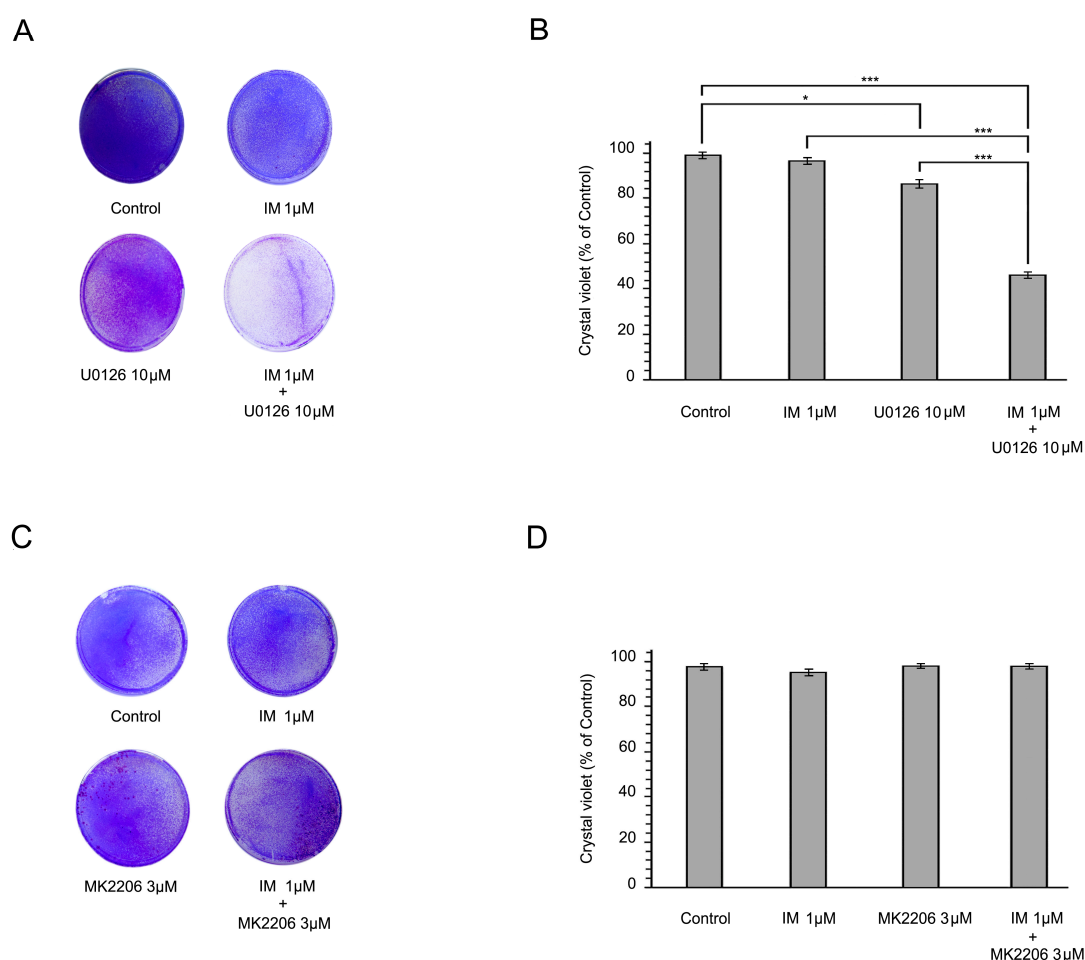 A
Control
IM 1µM
U0126 10µM
IM 1µM
+
U0126 10µM
B
***
*
***
***
Crystal violet (% of Control)
100
80
60
40
20
0
Control
IM 1µM
U0126 10µM
IM 1µM
+
U0126 10µM
C
Control
IM 1µM
MK2206 3µM
IM 1µM
+
MK2206 3µM
D
Crystal violet (% of Control)
100
80
60
40
20
0
Control
IM 1µM
MK2206 3µM
IM 1µM
+
MK2206 3µM